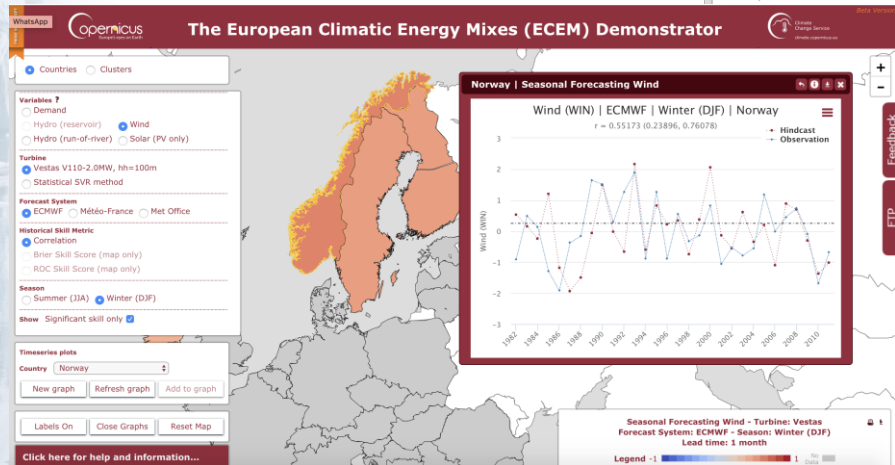 WhatsApp
Copernicus
Europe's eyes on Earth
The European Climatic Energy Mixes (ECEM) Demonstrator
Climate
Change Service
climate.copernicus.eu
Beta Version
Countries
Clusters
Variables ?
Demand
Hydro (reservoir)
Wind
Hydro (run-of-river)
Solar (PV only)
Turbine
Vestas V110-2.0MW, hh=100m
Statistical SVR method
Forecast System
ECMWF
Météo-France
Met Office
Historical Skill Metric
Correlation
Brier Skill Score (map only)
ROC Skill Score (map only)
Season
Summer (JJA)
Winter (DJF)
Show Significant skill only
Timeseries plots
Country Norway
New graph
Refresh graph
Add to graph
Labels On
Close Graphs
Reset Map
Click here for help and information...
Norway | Seasonal Forecasting Wind
Wind (WIN) | ECMWF | Winter (DJF) | Norway
r = 0.55173 (0.23896, 0.76078)
Hindcast
Observation
Wind (WIN)
3
2
1
0
-1
-2
-3
1982
1984
1986
1988
1990
1992
1994
1996
1998
2000
2002
2004
2006
2008
2010
+
−
Feedback
FTP
Seasonal Forecasting Wind - Turbine: Vestas
Forecast System: ECMWF - Season: Winter (DJF)
Lead time: 1 month
Legend -1
1
No
Data